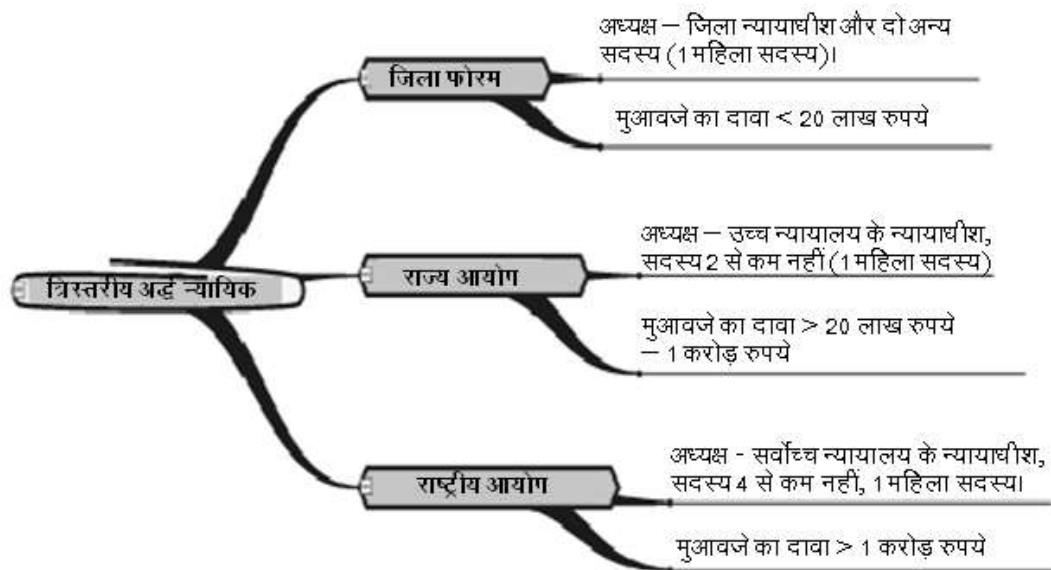 त्रिस्तरीय अर्द्ध न्यायिक
जिला फोरम
अध्यक्ष – जिला न्यायाधीश और दो अन्य
सदस्य (1 महिला सदस्य)।
मुआवजे का दावा < 20 लाख रुपये
राज्य आयोप
अध्यक्ष – उच्च न्यायालय के न्यायाधीश,
सदस्य 2 से कम नहीं (1 महिला सदस्य)
मुआवजे का दावा > 20 लाख रुपये
– 1 करोड़ रुपये
राष्ट्रीय आयोप
अध्यक्ष - सर्वोच्च न्यायालय के न्यायाधीश,
सदस्य 4 से कम नहीं, 1 महिला सदस्य।
मुआवजे का दावा > 1 करोड़ रुपये